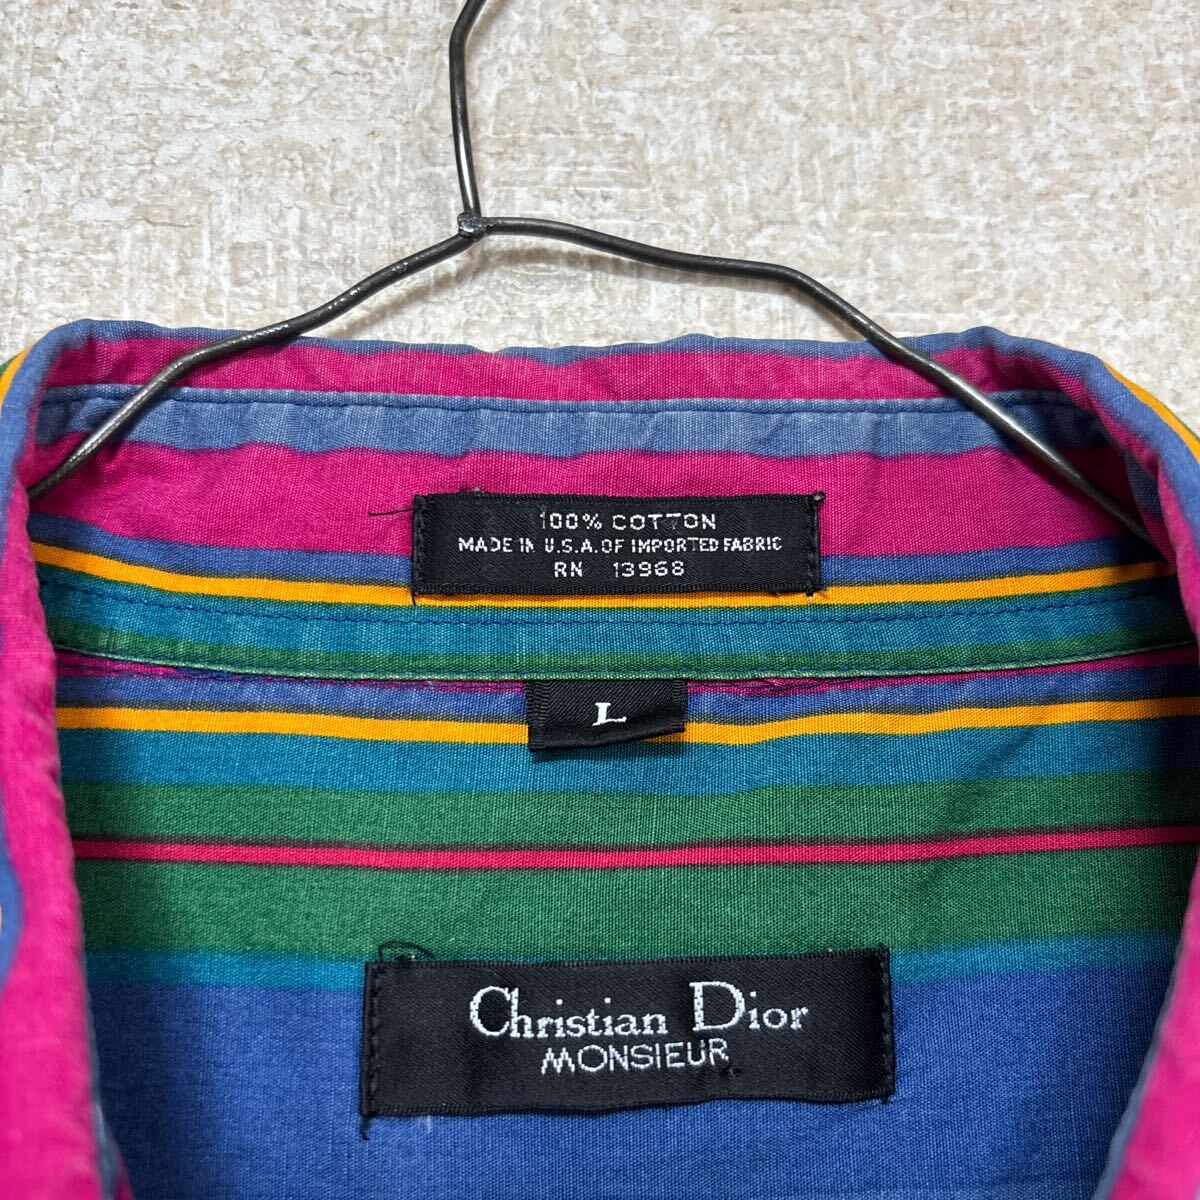 100% COTTON
MADE IN U.S.A. OF IMPORTED FABRIC
RN 13968
L
Christian Dior
MONSIEUR